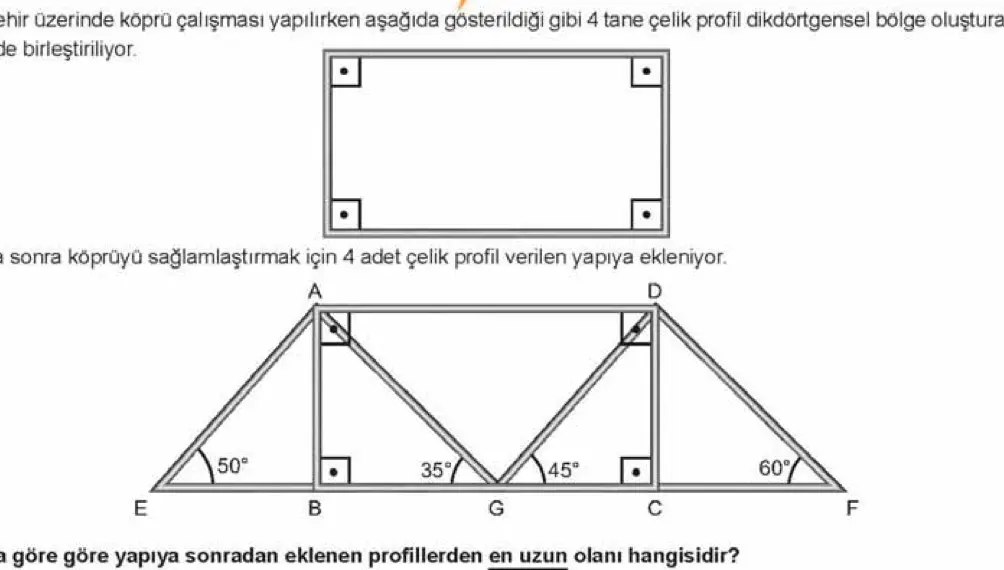 ehir üzerinde köprü çalışması yapılırken aşağıda gösterildiği gibi 4 tane çelik profil dikdörtgensel bölge oluştura
de birleştiriliyor.
a sonra köprüyü sağlamlaştırmak için 4 adet çelik profil verilen yapıya ekleniyor.
A D
50° 35° 45° 60°
E B G C F
a göre göre yapıya sonradan eklenen profillerden en uzun olanı hangisidir?